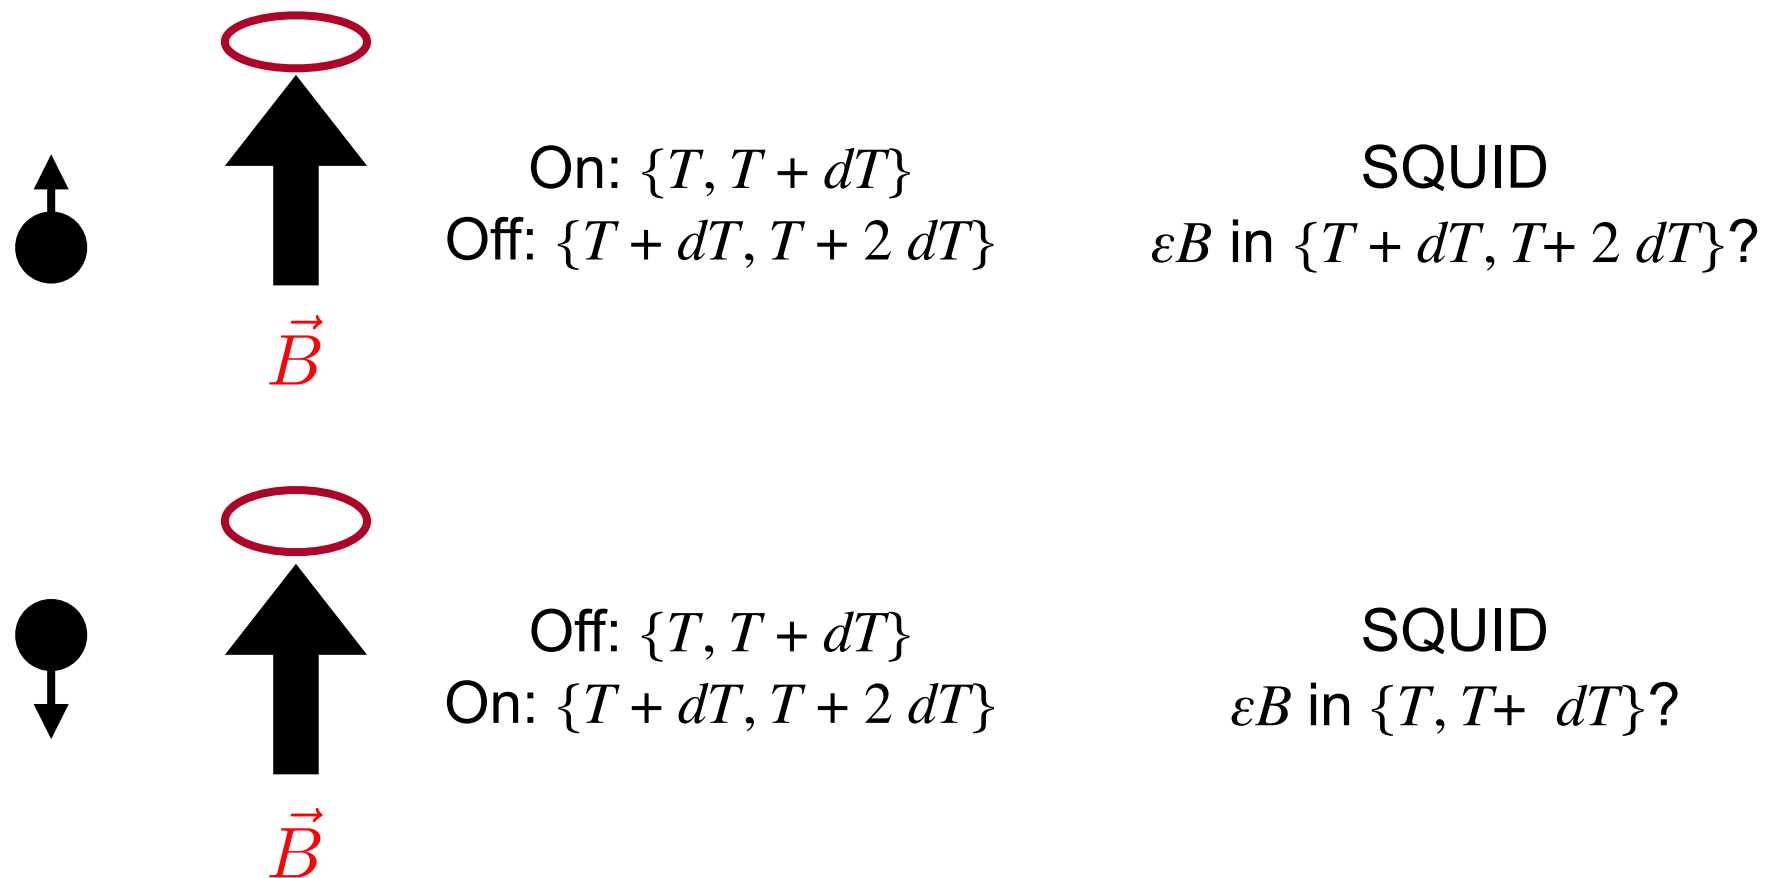 On: {T, T + dT}
Off: {T + dT, T + 2 dT}
SQUID
εB in {T + dT, T+ 2 dT}?
B⃗
Off: {T, T + dT}
On: {T + dT, T + 2 dT}
SQUID
εB in {T, T+ dT}?
B⃗